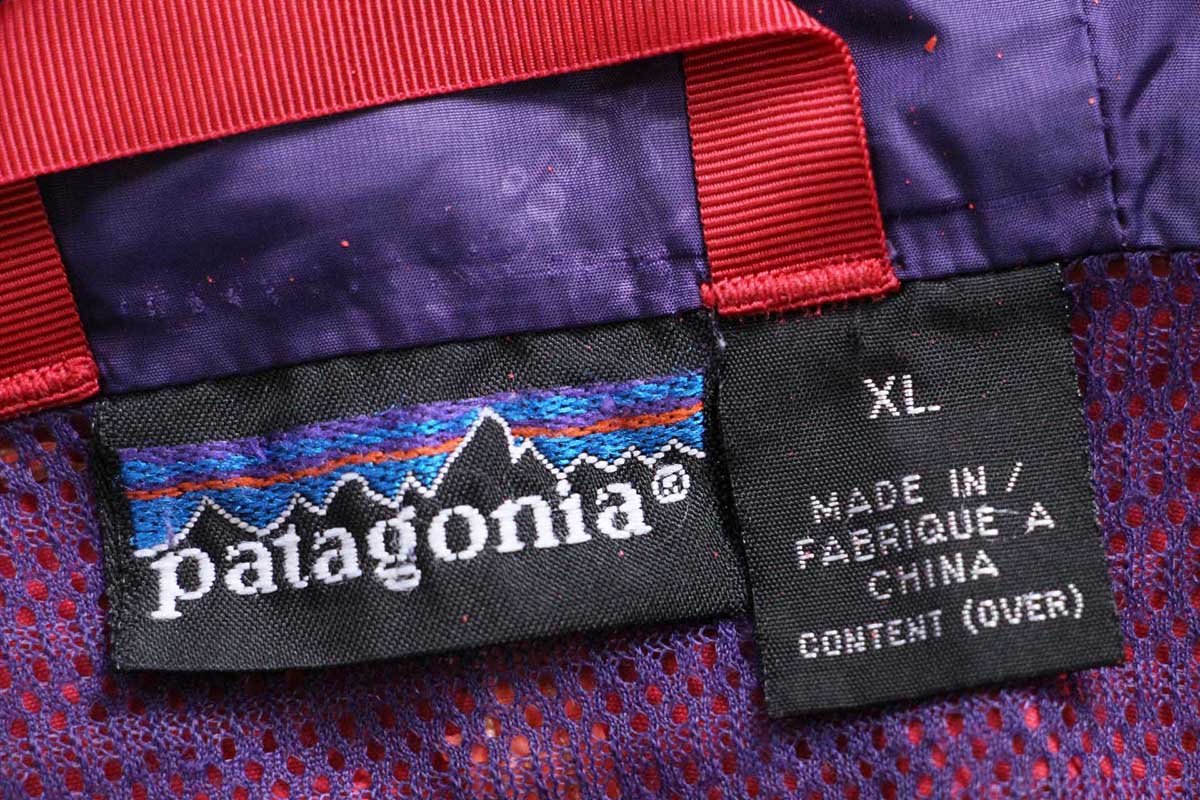 patagonia®
XL
MADE IN /
FABRIQUE A
CHINA
CONTENT (OVER)